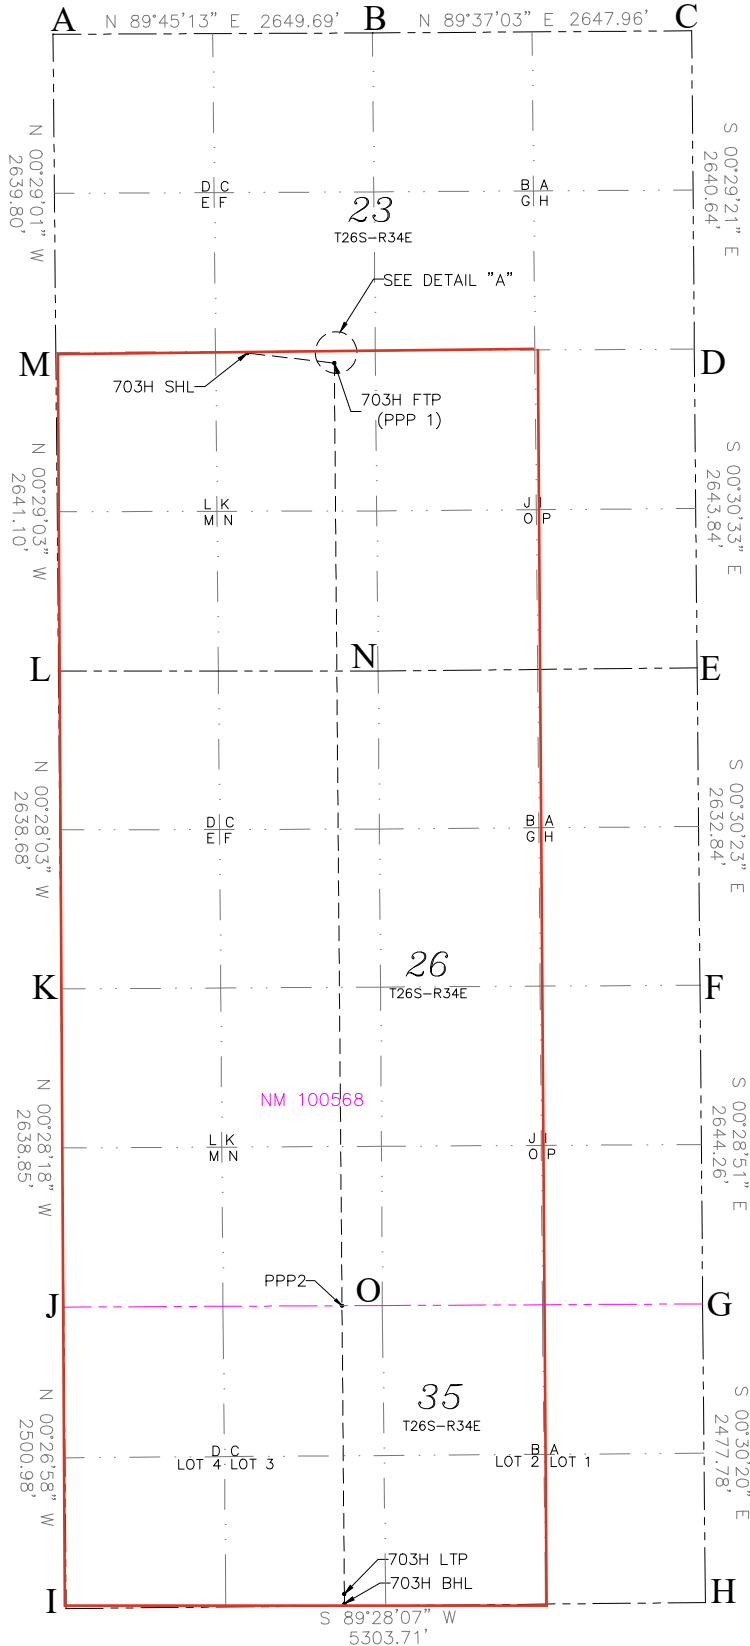 A
N 89°45'13" E 2649.69'
B
N 89°37'03" E 2647.96'
C
N 00°29'01" W
2639.80'
S 00°29'21" E
2640.64'
D C
E F
B A
G H
23
T26S-R34E
SEE DETAIL "A"
M
D
703H SHL
703H FTP
(PPP 1)
N 00°29'03" W
2641.10'
S 00°30'33" E
2643.84'
L K
M N
J I
O P
L
N
E
N 00°28'03" W
2638.68'
S 00°30'23" E
2632.84'
D C
E F
B A
G H
26
T26S-R34E
K
F
NM 100568
N 00°28'18" W
2638.85'
S 00°28'51" E
2644.26'
L K
M N
J I
O P
PPP2
J
O
G
35
T26S-R34E
N 00°26'58" W
2500.98'
S 00°30'20" E
2477.78'
D C
LOT 4 LOT 3
B A
LOT 2 LOT 1
703H LTP
703H BHL
I
H
S 89°28'07" W
5303.71'